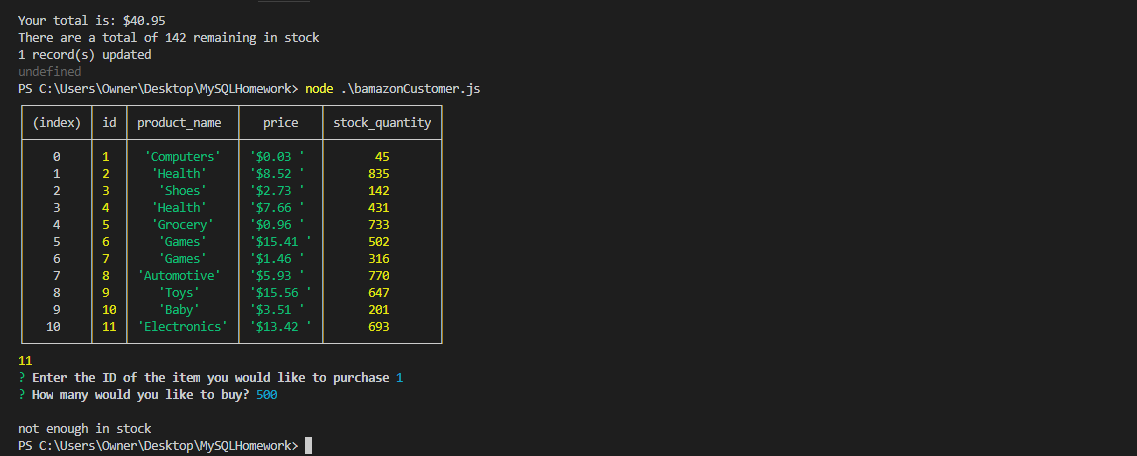 Your total is: $40.95
There are a total of 142 remaining in stock
1 record(s) updated
undefined
PS C:\Users\Owner\Desktop\MySQLHomework> node .\bamazonCustomer.js
(index) id product_name price stock_quantity
0 1 'Computers' '$0.03 ' 45
1 2 'Health' '$8.52 ' 835
2 3 'Shoes' '$2.73 ' 142
3 4 'Health' '$7.66 ' 431
4 5 'Grocery' '$0.96 ' 733
5 6 'Games' '$15.41 ' 502
6 7 'Games' '$1.46 ' 316
7 8 'Automotive' '$5.93 ' 770
8 9 'Toys' '$15.56 ' 647
9 10 'Baby' '$3.51 ' 201
10 11 'Electronics' '$13.42 ' 693
11
? Enter the ID of the item you would like to purchase 1
? How many would you like to buy? 500
not enough in stock
PS C:\Users\Owner\Desktop\MySQLHomework>